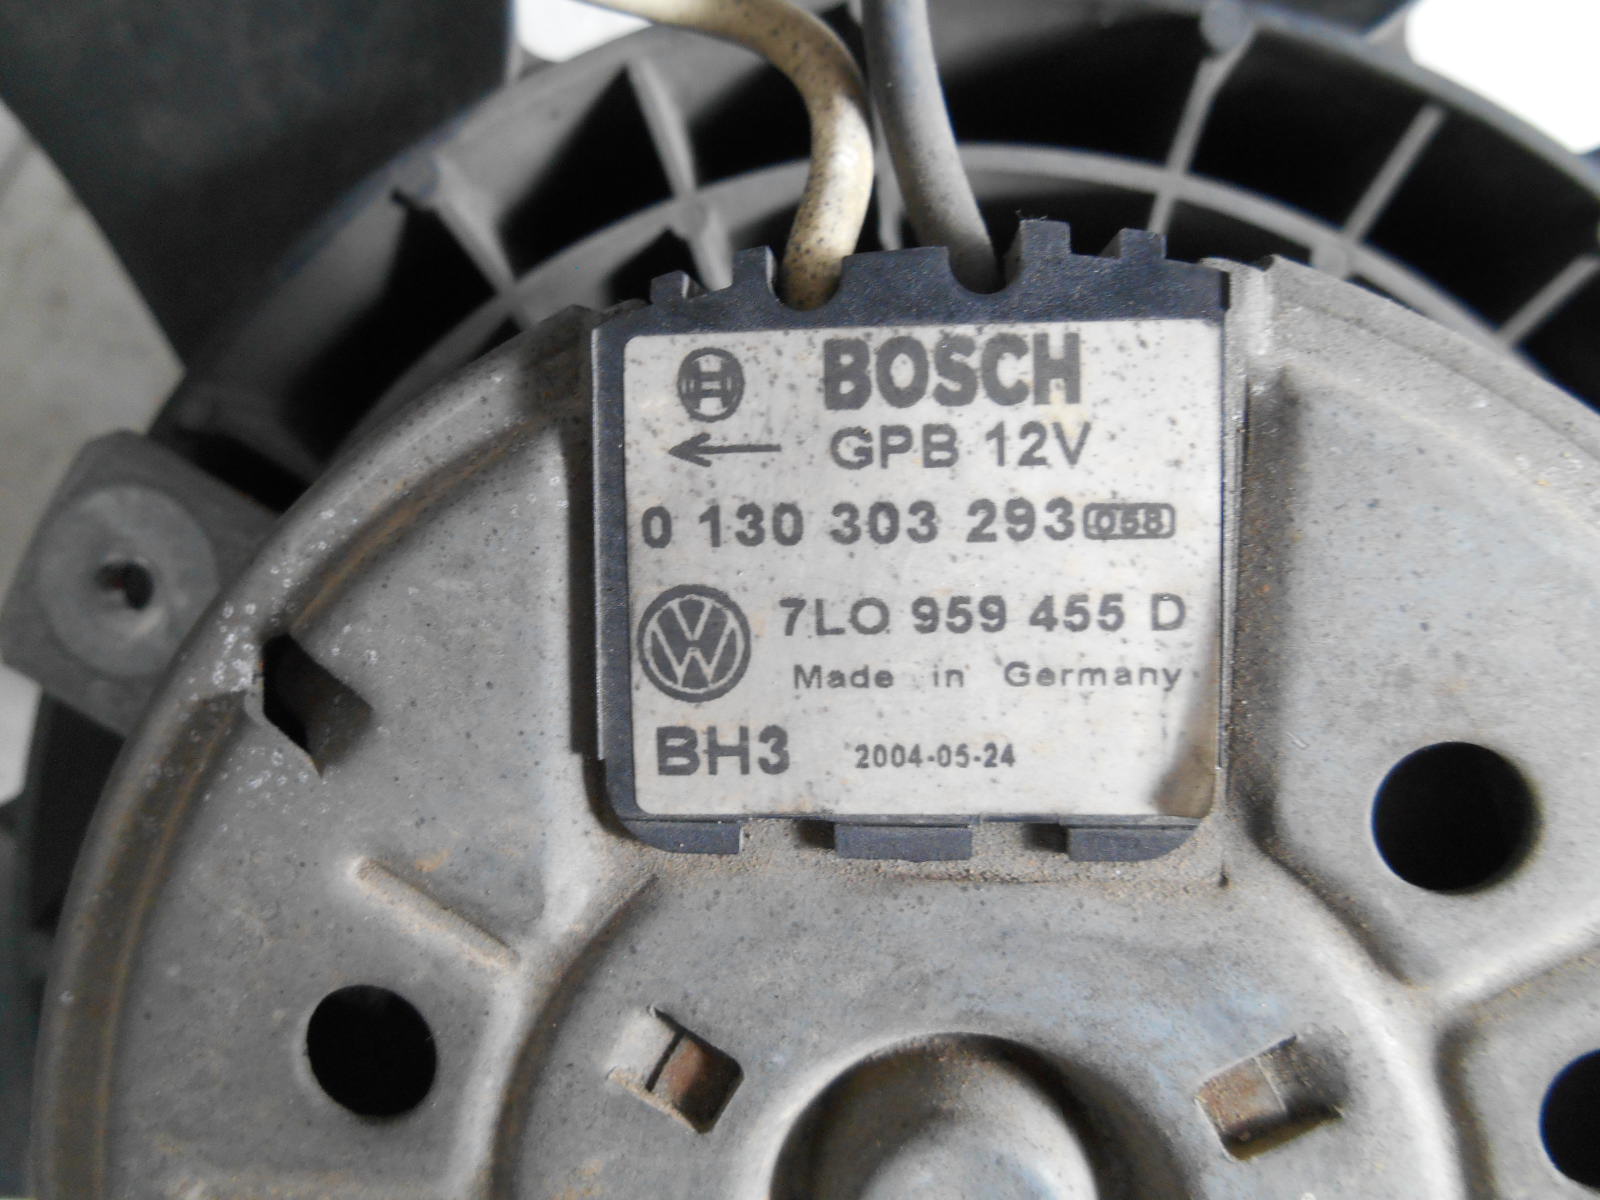 BOSCH
GPB 12V
0 130 303 293 058
7LO 959 455 D
Made in Germany
BH3 2004-05-24